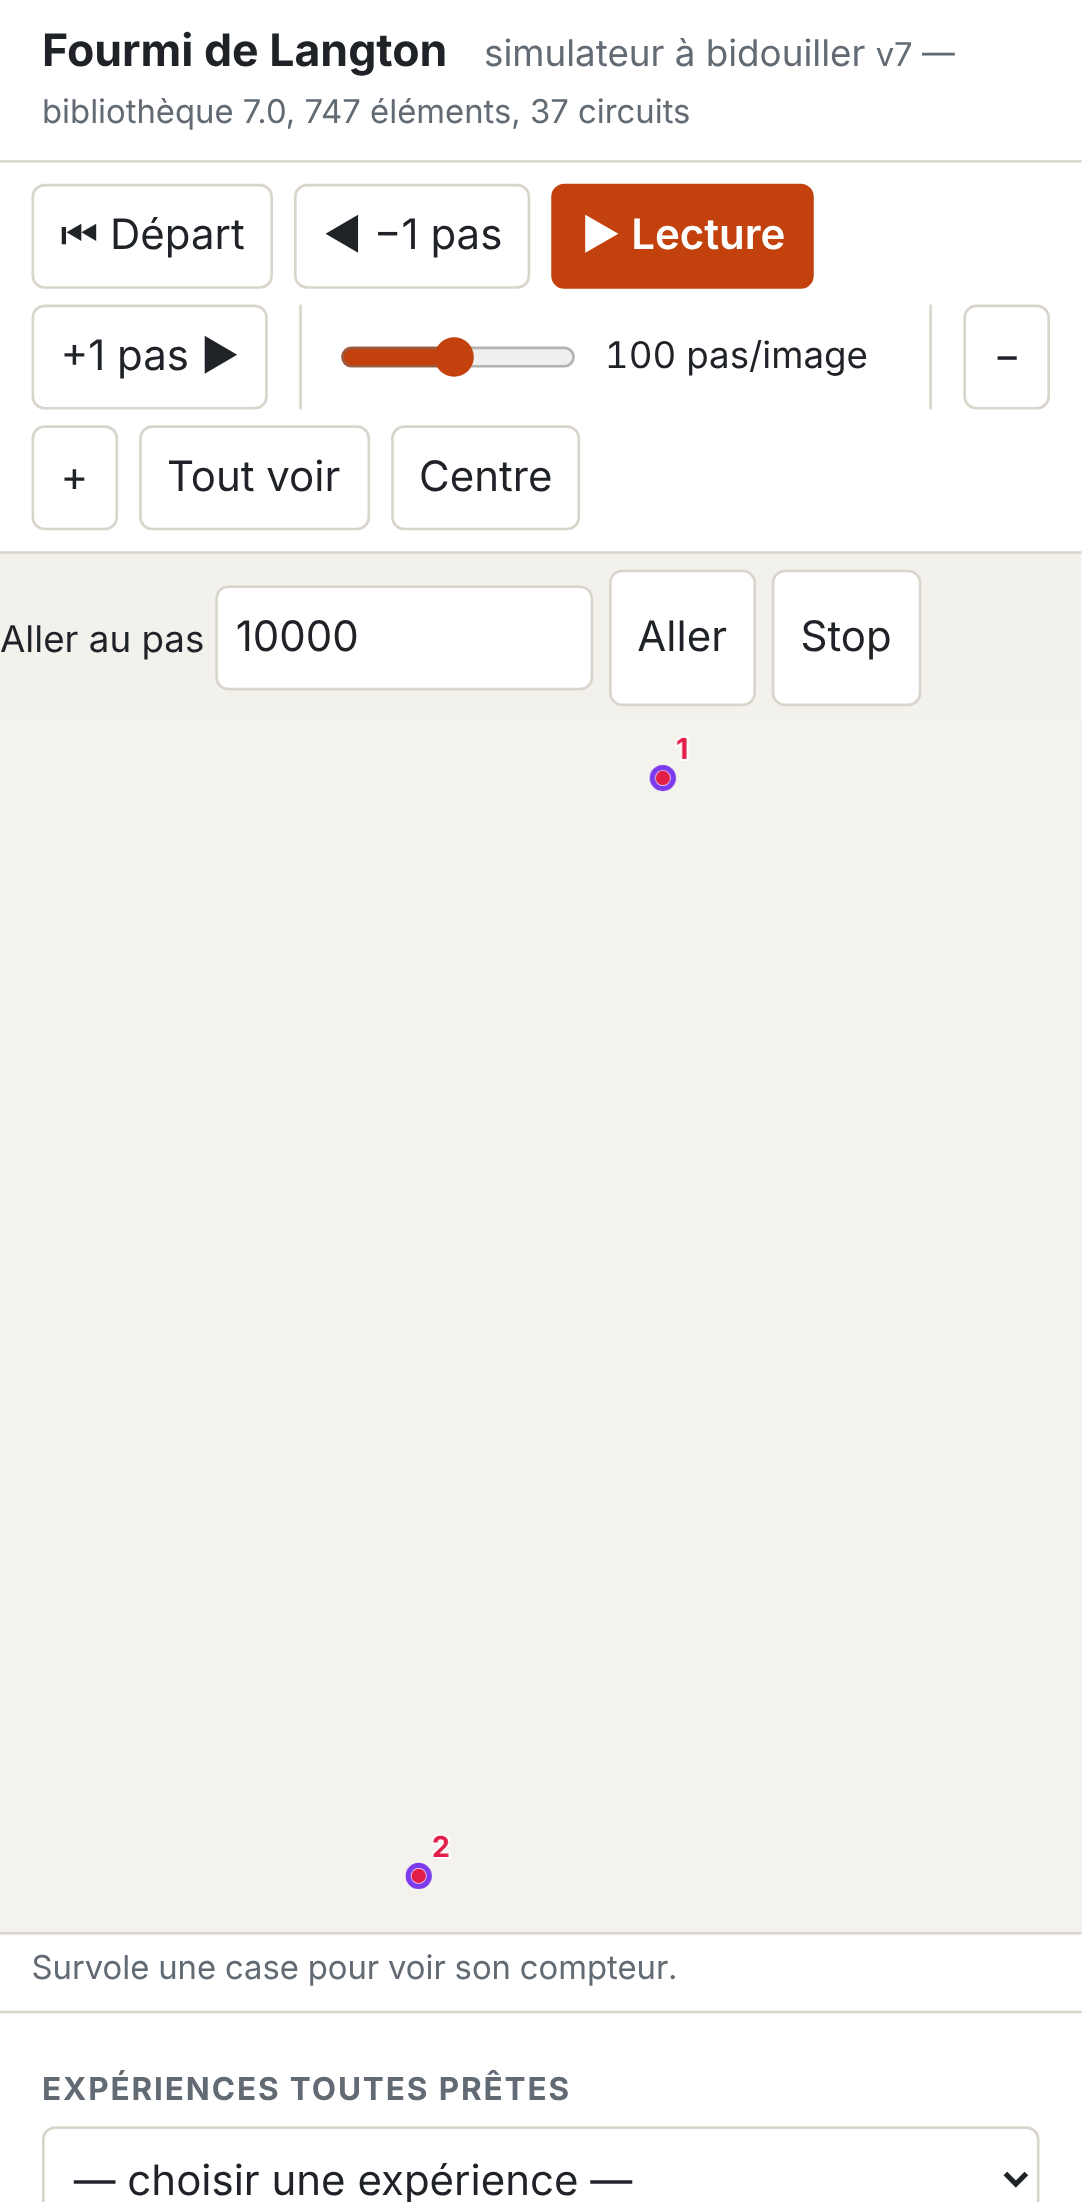 Fourmi de Langton simulateur à bidouiller v7 —
bibliothèque 7.0, 747 éléments, 37 circuits
⏮ Départ ◀ −1 pas ▶ Lecture
+1 pas ▶ 100 pas/image −
+ Tout voir Centre
Aller au pas 10000 Aller Stop
1
2
Survole une case pour voir son compteur.
EXPÉRIENCES TOUTES PRÊTES
— choisir une expérience —